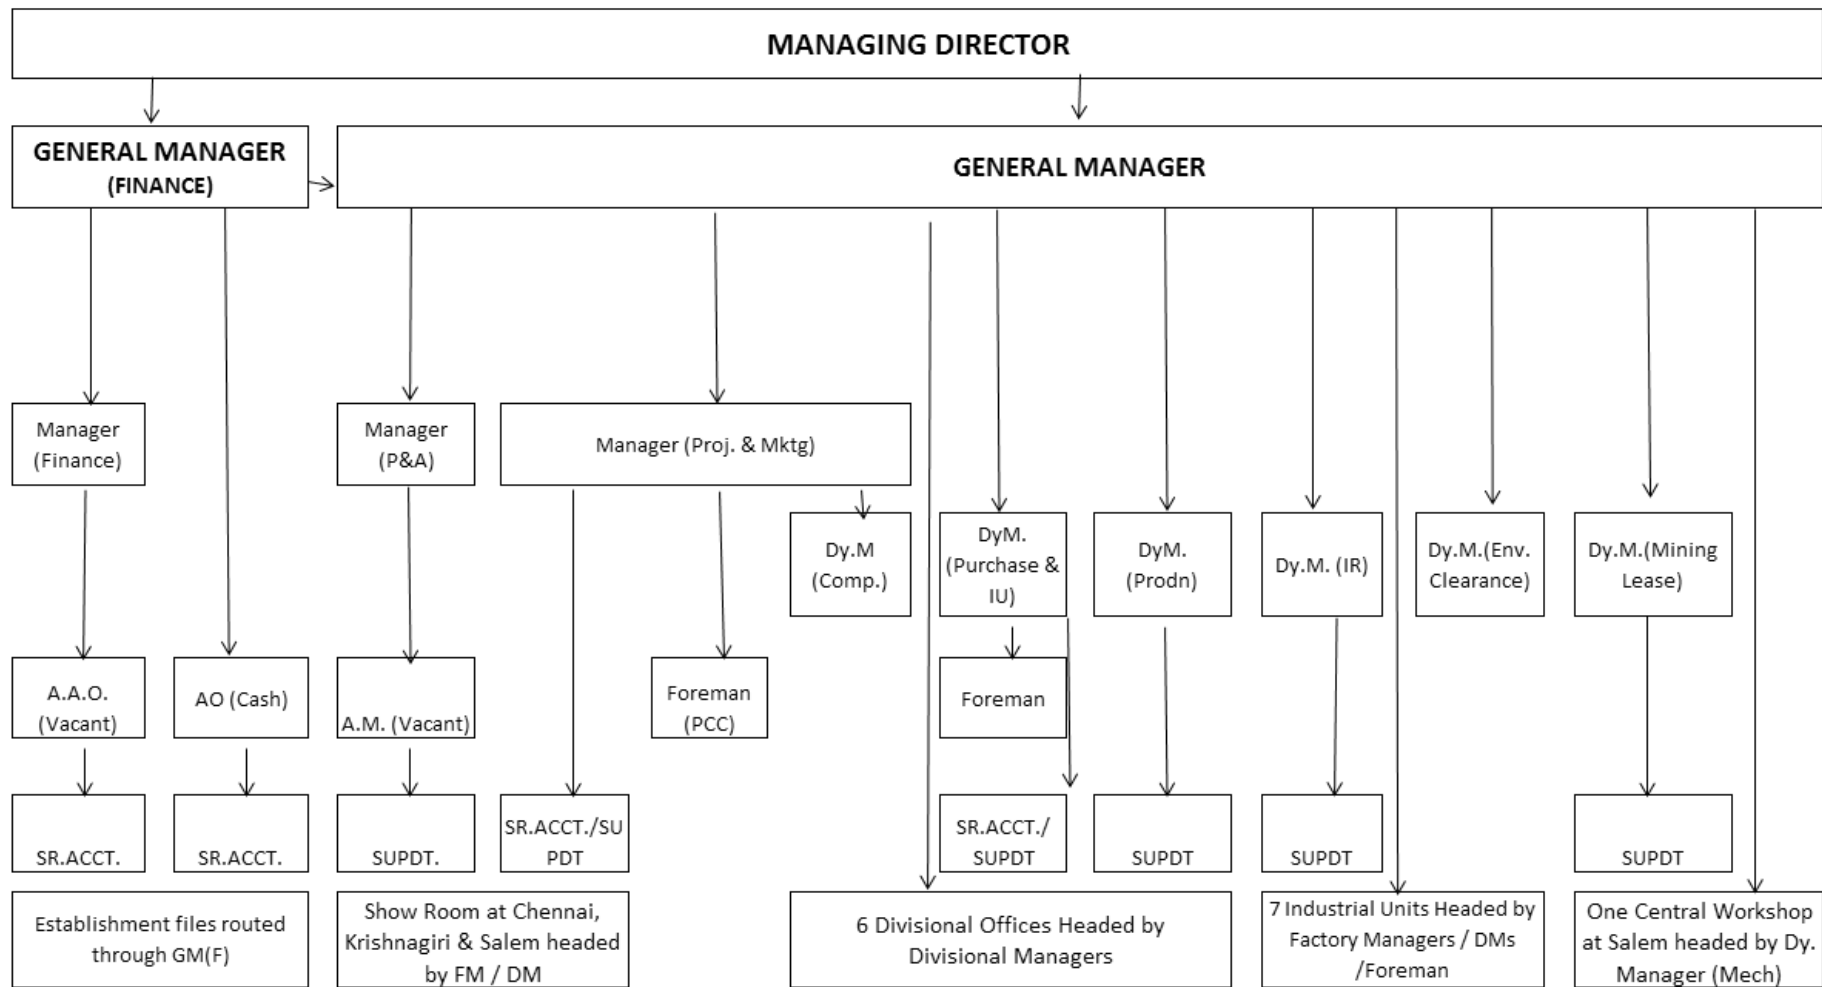 MANAGING DIRECTOR
GENERAL MANAGER
(FINANCE)
GENERAL MANAGER
Manager
(Finance)
Manager
(P&A)
Manager (Proj. & Mktg)
Dy.M
(Comp.)
DyM.
(Purchase &
IU)
DyM.
(Prodn)
Dy.M. (IR)
Dy.M.(Env.
Clearance)
Dy.M.(Mining
Lease)
A.A.O.
(Vacant)
AO (Cash)
A.M. (Vacant)
Foreman
(PCC)
Foreman
SR.ACCT.
SR.ACCT.
SUPDT.
SR.ACCT./SU
PDT
SR.ACCT./
SUPDT
SUPDT
SUPDT
SUPDT
Establishment files routed
through GM(F)
Show Room at Chennai,
Krishnagiri & Salem headed
by FM / DM
6 Divisional Offices Headed by
Divisional Managers
7 Industrial Units Headed by
Factory Managers / DMs
/Foreman
One Central Workshop
at Salem headed by Dy.
Manager (Mech)